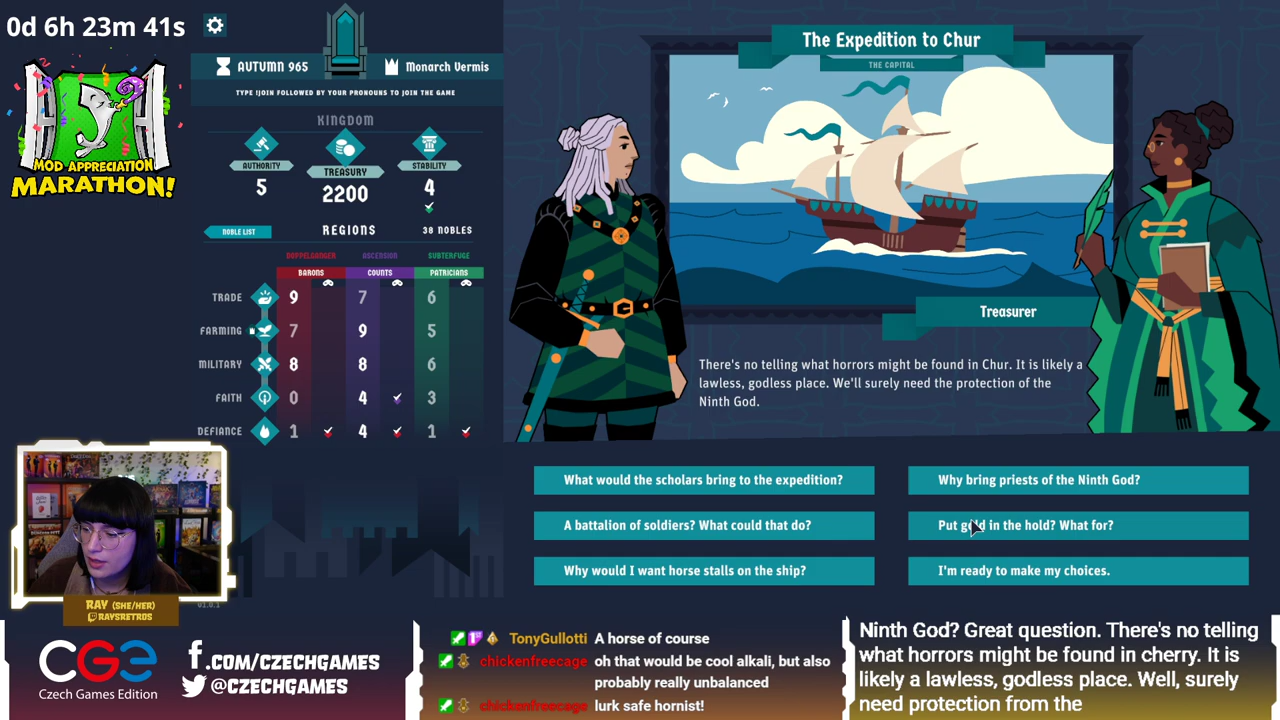 0d 6h 23m 41s
MOD APPRECIATION
MARATHON!
AUTUMN 965
Monarch Vermis
TYPE !JOIN FOLLOWED BY YOUR PRONOUNS TO JOIN THE GAME
KINGDOM
AUTHORITY
TREASURY
STABILITY
5
2200
4
NOBLE LIST
REGIONS
38 NOBLES
DOPPELGANGER
ASCENSION
SUBTERFUGE
BARONS
COUNTS
PATRICIANS
TRADE 9 7 6
FARMING 7 9 5
MILITARY 8 8 6
FAITH 0 4 3
DEFIANCE 1 4 1
The Expedition to Chur
THE CAPITAL
Treasurer
There's no telling what horrors might be found in Chur. It is likely a
lawless, godless place. We'll surely need the protection of the
Ninth God.
What would the scholars bring to the expedition?
Why bring priests of the Ninth God?
A battalion of soldiers? What could that do?
Put gold in the hold? What for?
Why would I want horse stalls on the ship?
I'm ready to make my choices.
RAY (SHE/HER)
RAYSRETROS
v1.0.1
CGE
Czech Games Edition
f.COM/CZECHGAMES
@CZECHGAMES
TonyGullotti A horse of course
chickenfreecage oh that would be cool alkali, but also
probably really unbalanced
chickenfreecage lurk safe hornist!
Ninth God? Great question. There's no telling
what horrors might be found in cherry. It is
likely a lawless, godless place. Well, surely
need protection from the